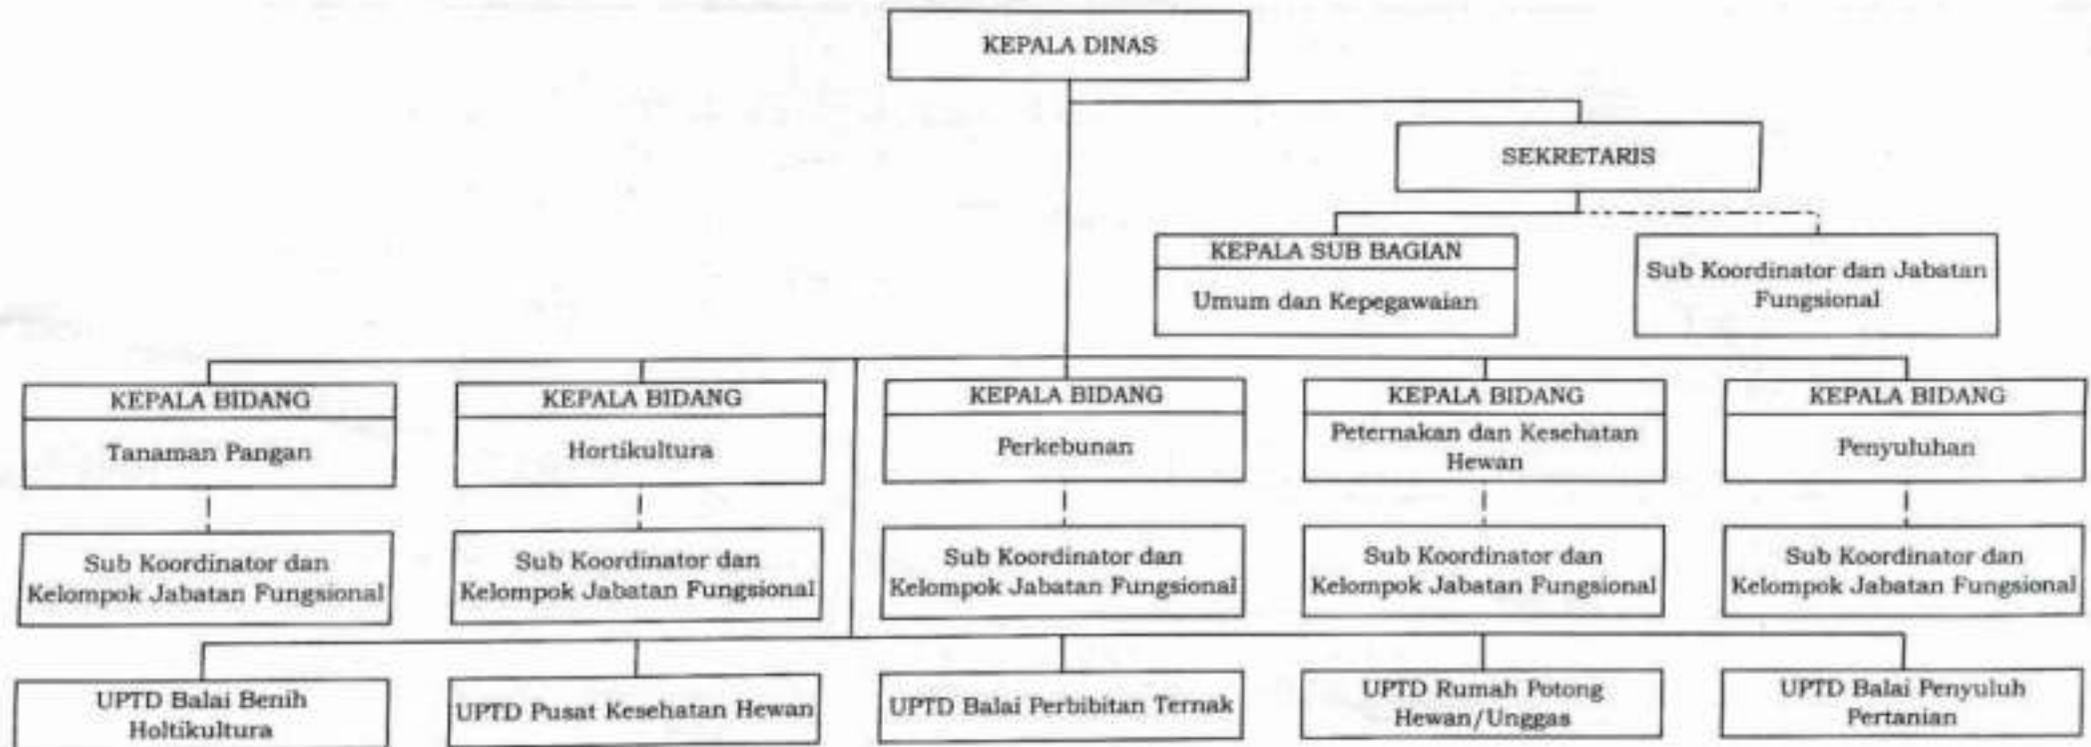 KEPALA DINAS
SEKRETARIS
KEPALA SUB BAGIAN
Umum dan Kepegawaian
Sub Koordinator dan Jabatan
Fungsional
KEPALA BIDANG
Tanaman Pangan
KEPALA BIDANG
Hortikultura
KEPALA BIDANG
Perkebunan
KEPALA BIDANG
Peternakan dan Kesehatan
Hewan
KEPALA BIDANG
Penyuluhan
Sub Koordinator dan
Kelompok Jabatan Fungsional
Sub Koordinator dan
Kelompok Jabatan Fungsional
Sub Koordinator dan
Kelompok Jabatan Fungsional
Sub Koordinator dan
Kelompok Jabatan Fungsional
Sub Koordinator dan
Kelompok Jabatan Fungsional
UPTD Balai Benih
Holtikultura
UPTD Pusat Kesehatan Hewan
UPTD Balai Perbibitan Ternak
UPTD Rumah Potong
Hewan/Unggas
UPTD Balai Penyuluh
Pertanian